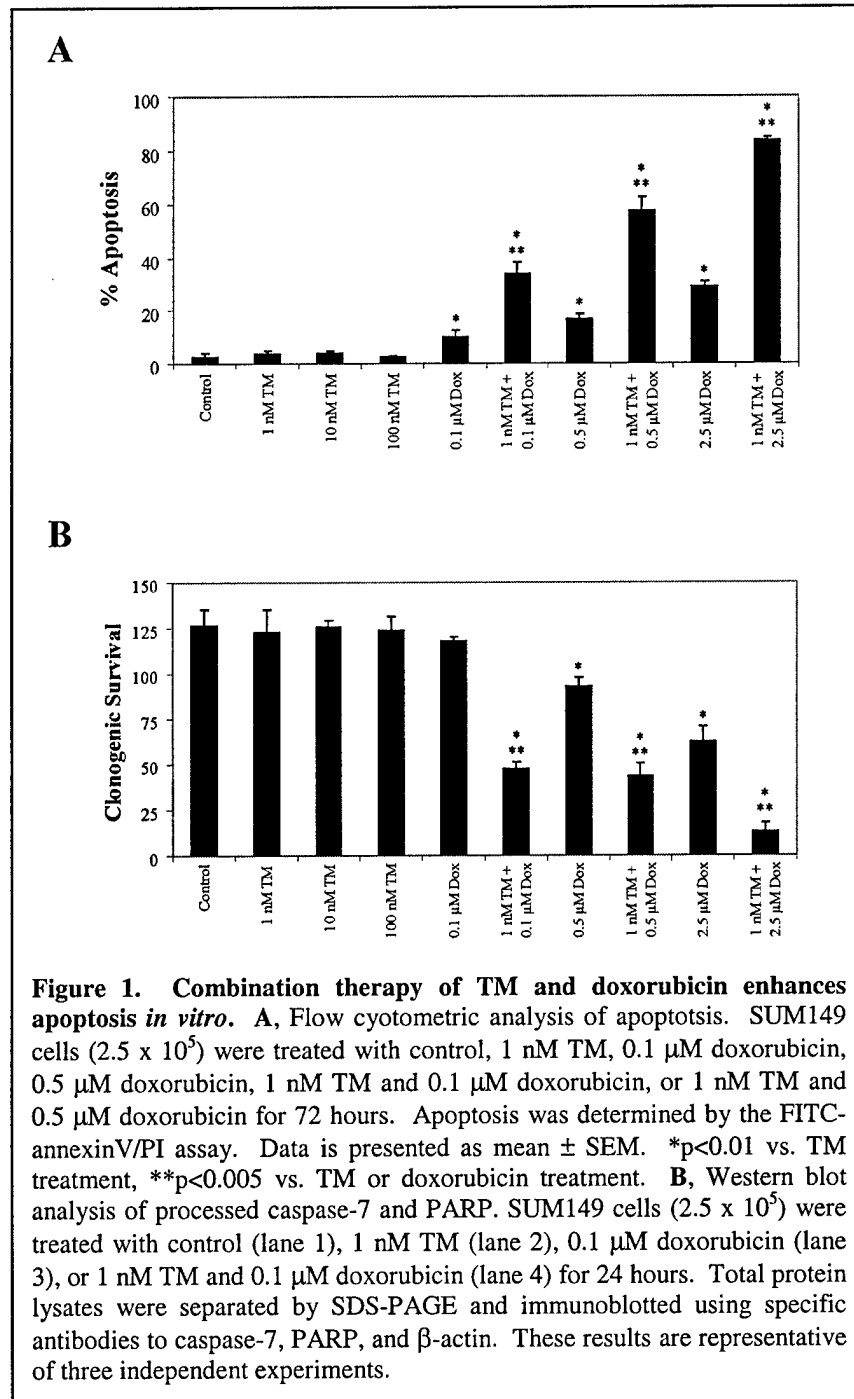 A
100
80
60
40
20
0
% Apoptosis
*
*
**
*
*
**
*
*
**
Control
1 nM TM
10 nM TM
100 nM TM
0.1 µM Dox
1 nM TM +
0.1 µM Dox
0.5 µM Dox
1 nM TM +
0.5 µM Dox
2.5 µM Dox
1 nM TM +
2.5 µM Dox
B
150
125
100
75
50
25
0
Clonogenic Survival
*
**
*
*
**
*
*
**
Control
1 nM TM
10 nM TM
100 nM TM
0.1 µM Dox
1 nM TM +
0.1 µM Dox
0.5 µM Dox
1 nM TM +
0.5 µM Dox
2.5 µM Dox
1 nM TM +
2.5 µM Dox
Figure 1. Combination therapy of TM and doxorubicin enhances
apoptosis in vitro. A, Flow cyotometric analysis of apoptotsis. SUM149
cells (2.5 x 10⁵) were treated with control, 1 nM TM, 0.1 µM doxorubicin,
0.5 µM doxorubicin, 1 nM TM and 0.1 µM doxorubicin, or 1 nM TM and
0.5 µM doxorubicin for 72 hours. Apoptosis was determined by the FITC-
annexinV/PI assay. Data is presented as mean ± SEM. *p<0.01 vs. TM
treatment, **p<0.005 vs. TM or doxorubicin treatment. B, Western blot
analysis of processed caspase-7 and PARP. SUM149 cells (2.5 x 10⁵) were
treated with control (lane 1), 1 nM TM (lane 2), 0.1 µM doxorubicin (lane
3), or 1 nM TM and 0.1 µM doxorubicin (lane 4) for 24 hours. Total protein
lysates were separated by SDS-PAGE and immunoblotted using specific
antibodies to caspase-7, PARP, and β-actin. These results are representative
of three independent experiments.